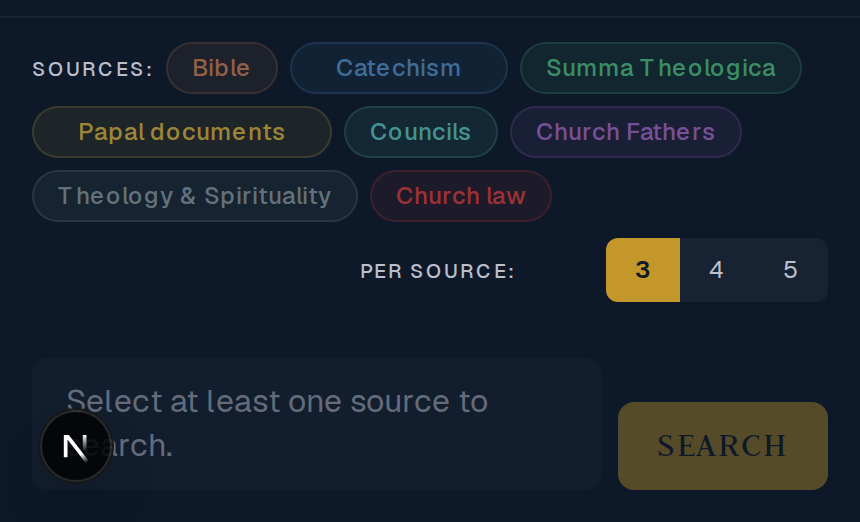 SOURCES: Bible Catechism Summa Theologica
Papal documents Councils Church Fathers
Theology & Spirituality Church law
PER SOURCE: 3 4 5
Select at least one source to
search.
SEARCH
N